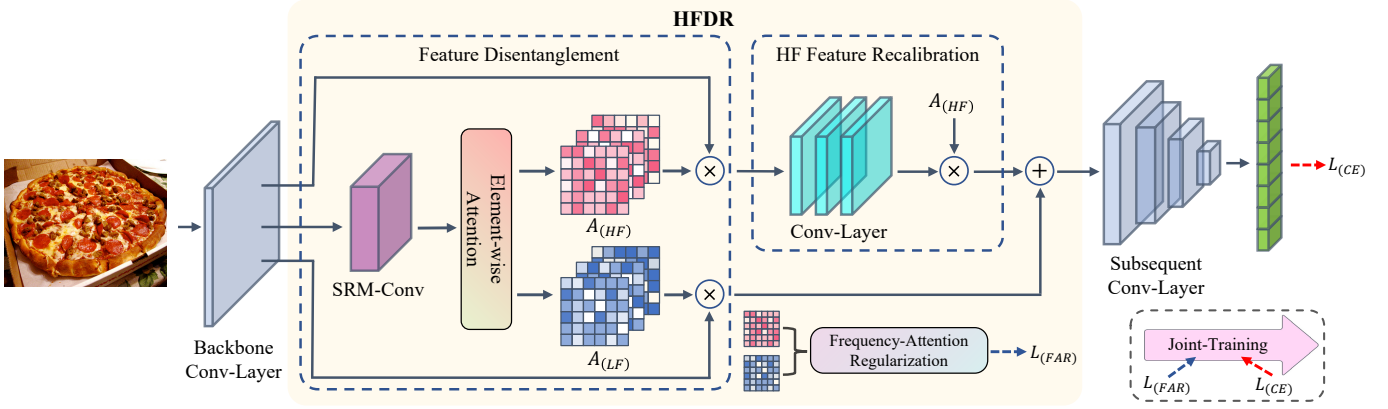 HFDR
Feature Disentanglement
HF Feature Recalibration
A(HF)
Element-wise
Attention
×
×
+
A(HF)
L(CE)
Conv-Layer
SRM-Conv
×
Subsequent
Conv-Layer
Backbone
Conv-Layer
A(LF)
Frequency-Attention
Regularization
L(FAR)
Joint-Training
L(FAR)
L(CE)